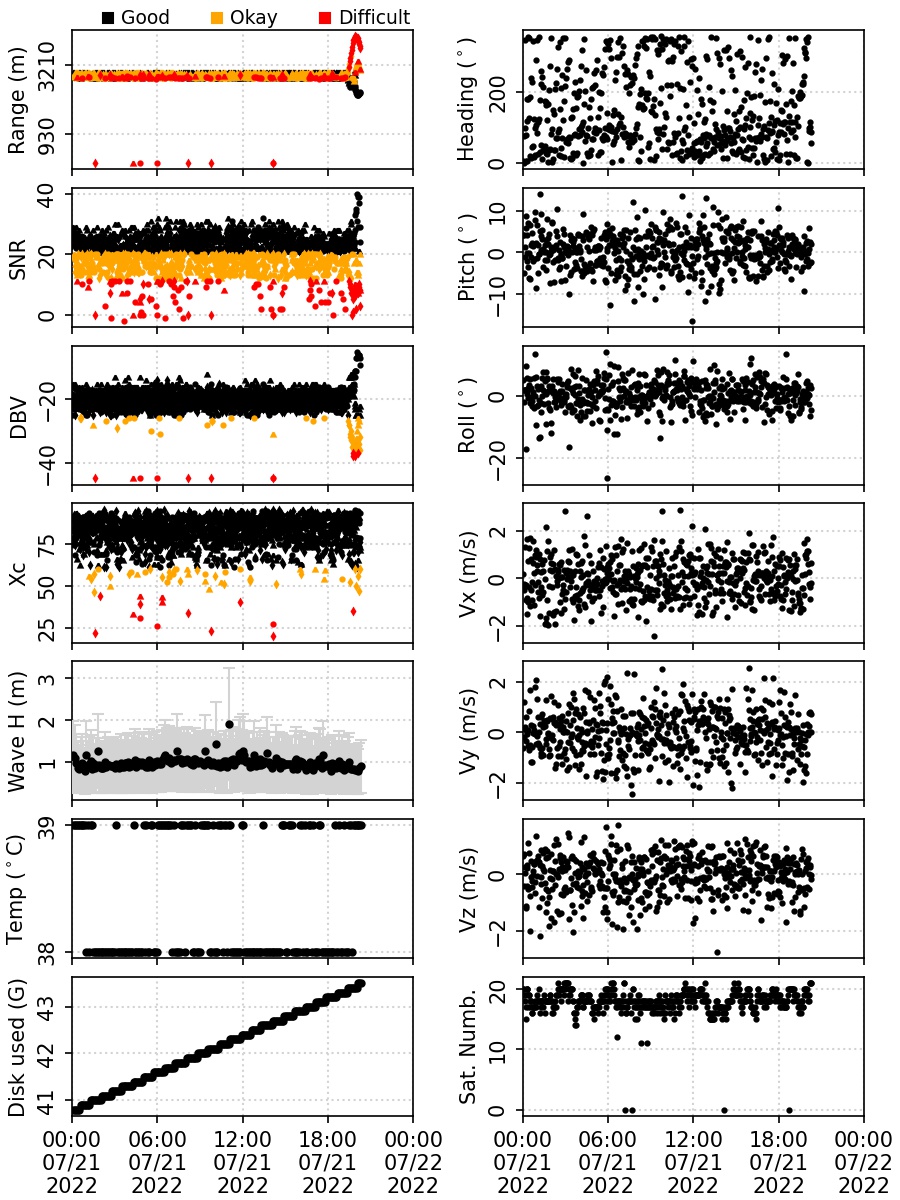 Good Okay Difficult
Range (m)
3210
930
SNR
40
20
0
DBV
−20
−40
Xc
75
50
25
Wave H (m)
3
2
1
Temp (°C)
39
38
Disk used (G)
43
42
41
00:00 06:00 12:00 18:00 00:00
07/21 07/21 07/21 07/21 07/22
2022 2022 2022 2022 2022
Heading (°)
200
0
Pitch (°)
10
0
−10
Roll (°)
0
−20
Vx (m/s)
2
0
−2
Vy (m/s)
2
0
−2
Vz (m/s)
0
−2
Sat. Numb.
20
10
0
00:00 06:00 12:00 18:00 00:00
07/21 07/21 07/21 07/21 07/22
2022 2022 2022 2022 2022